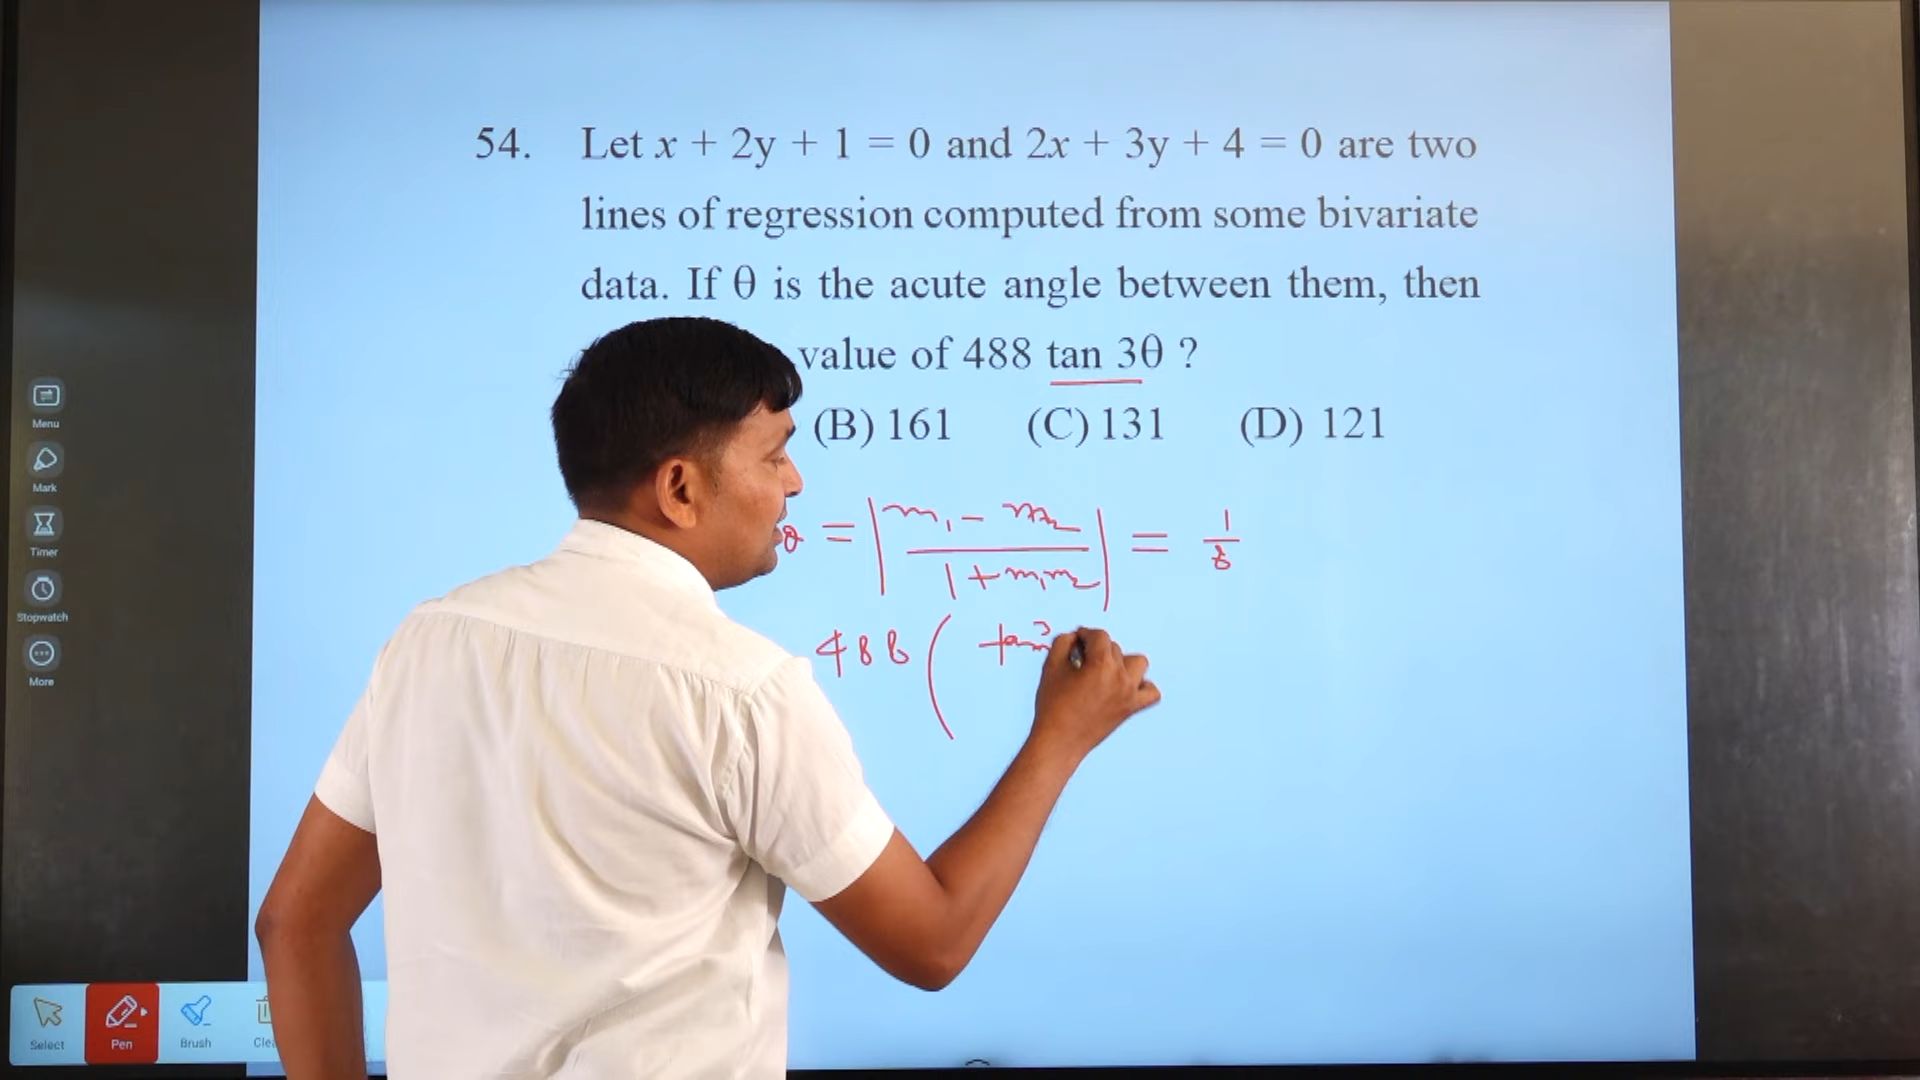 54. Let x + 2y + 1 = 0 and 2x + 3y + 4 = 0 are two
lines of regression computed from some bivariate
data. If θ is the acute angle between them, then
value of 488 tan 3θ ?
(B) 161 (C) 131 (D) 121
θ = | m₁ - m₂ / 1 + m₁m₂ | = 1/8
488 ( tan3
Menu
Mark
Timer
Stopwatch
More
Select
Pen
Brush